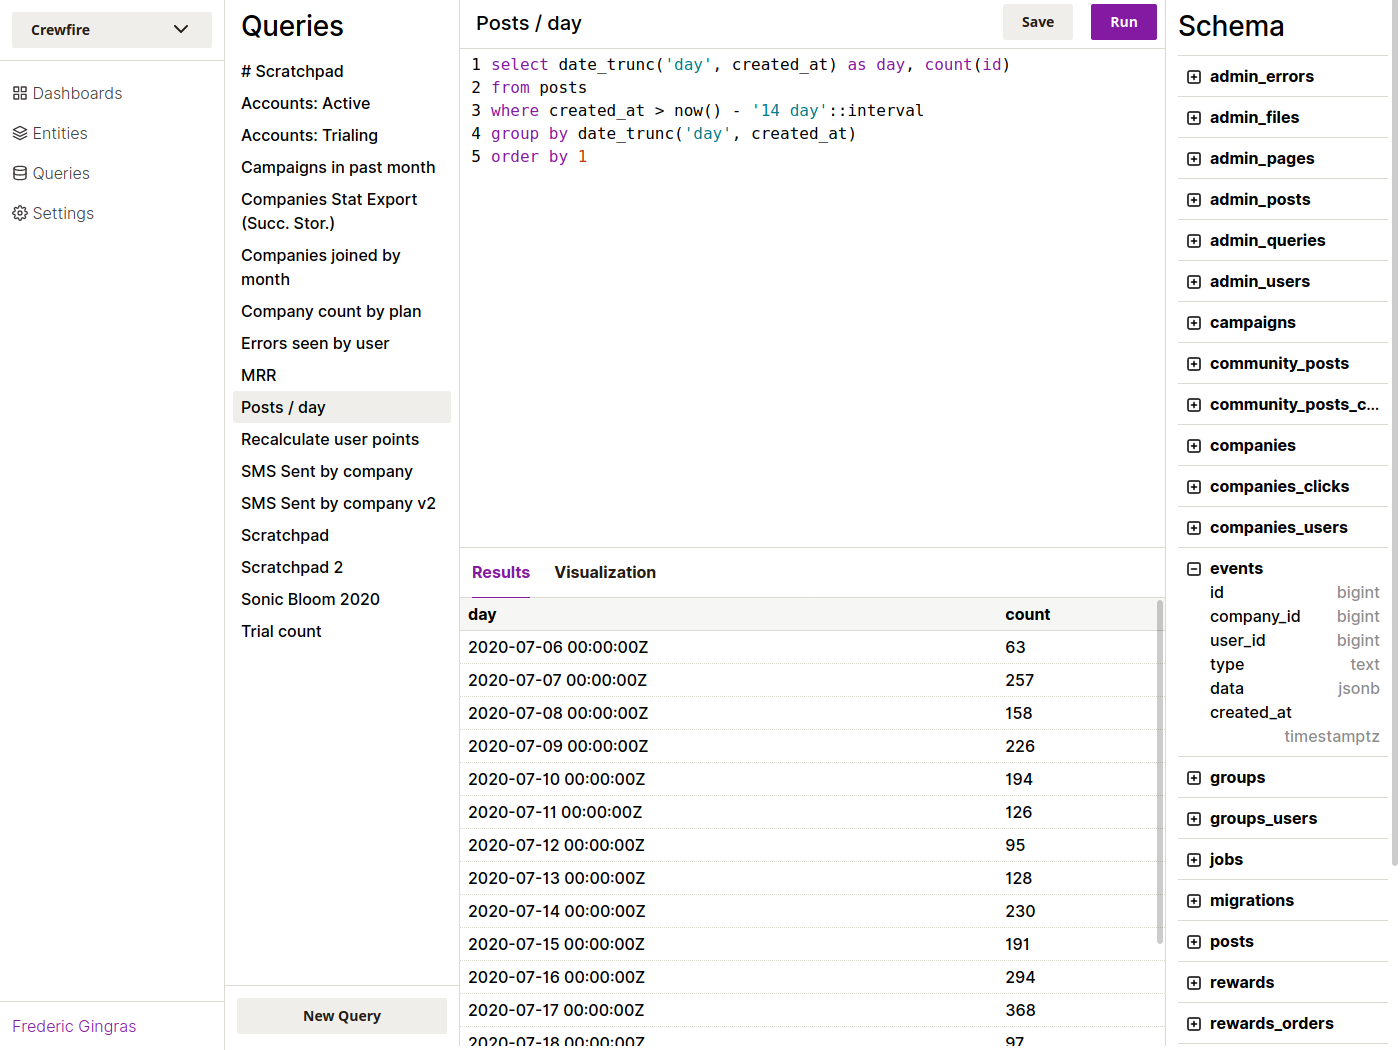 Crewfire
Dashboards
Entities
Queries
Settings
Frederic Gingras
Queries
# Scratchpad
Accounts: Active
Accounts: Trialing
Campaigns in past month
Companies Stat Export
(Succ. Stor.)
Companies joined by
month
Company count by plan
Errors seen by user
MRR
Posts / day
Recalculate user points
SMS Sent by company
SMS Sent by company v2
Scratchpad
Scratchpad 2
Sonic Bloom 2020
Trial count
New Query
Posts / day
Save
Run
1 select date_trunc('day', created_at) as day, count(id)
2 from posts
3 where created_at > now() - '14 day'::interval
4 group by date_trunc('day', created_at)
5 order by 1
Results Visualization
day count
2020-07-06 00:00:00Z 63
2020-07-07 00:00:00Z 257
2020-07-08 00:00:00Z 158
2020-07-09 00:00:00Z 226
2020-07-10 00:00:00Z 194
2020-07-11 00:00:00Z 126
2020-07-12 00:00:00Z 95
2020-07-13 00:00:00Z 128
2020-07-14 00:00:00Z 230
2020-07-15 00:00:00Z 191
2020-07-16 00:00:00Z 294
2020-07-17 00:00:00Z 368
2020-07-18 00:00:00Z 97
Schema
admin_errors
admin_files
admin_pages
admin_posts
admin_queries
admin_users
campaigns
community_posts
community_posts_c...
companies
companies_clicks
companies_users
events
id bigint
company_id bigint
user_id bigint
type text
data jsonb
created_at
timestamptz
groups
groups_users
jobs
migrations
posts
rewards
rewards_orders